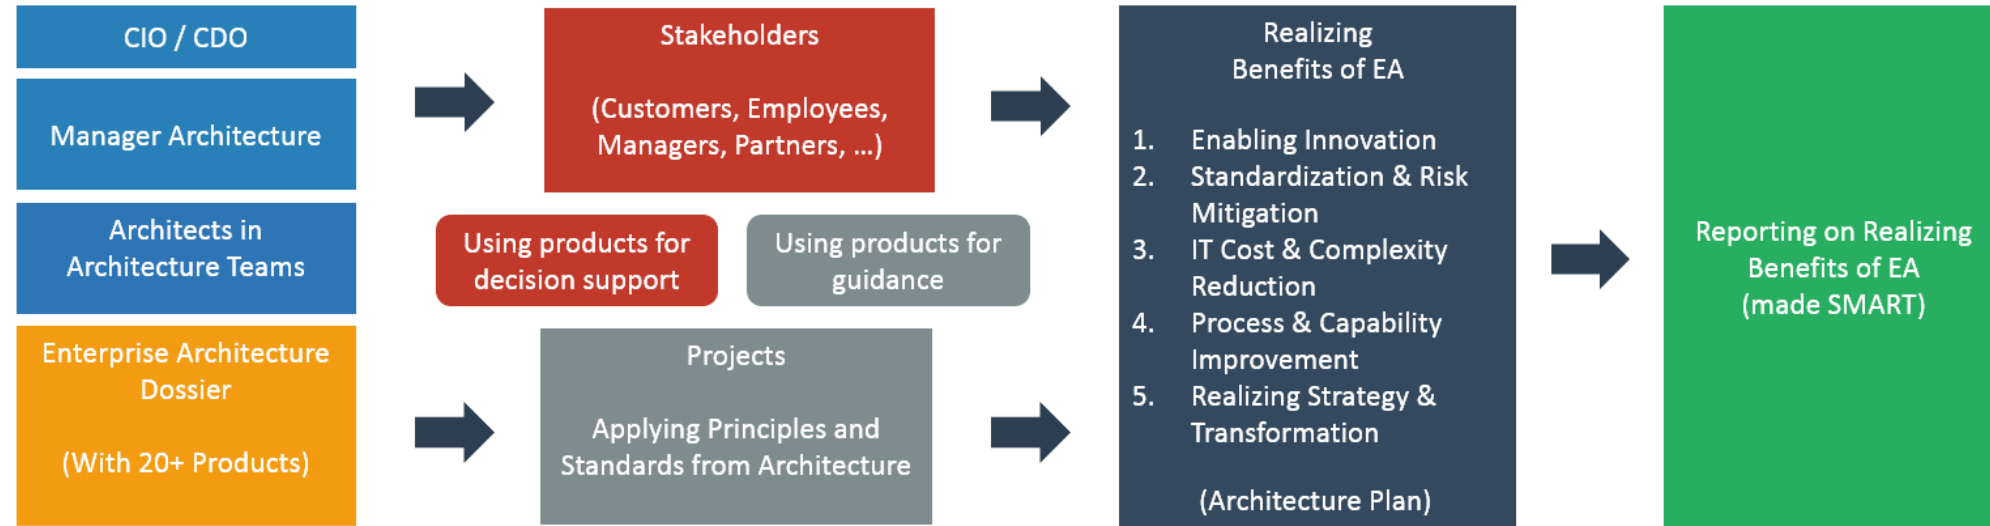 CIO / CDO
Manager Architecture
Architects in
Architecture Teams
Enterprise Architecture
Dossier
(With 20+ Products)
Stakeholders
(Customers, Employees,
Managers, Partners, ...)
Using products for
decision support
Using products for
guidance
Projects
Applying Principles and
Standards from Architecture
Realizing
Benefits of EA
1. Enabling Innovation
2. Standardization & Risk
Mitigation
3. IT Cost & Complexity
Reduction
4. Process & Capability
Improvement
5. Realizing Strategy &
Transformation
(Architecture Plan)
Reporting on Realizing
Benefits of EA
(made SMART)